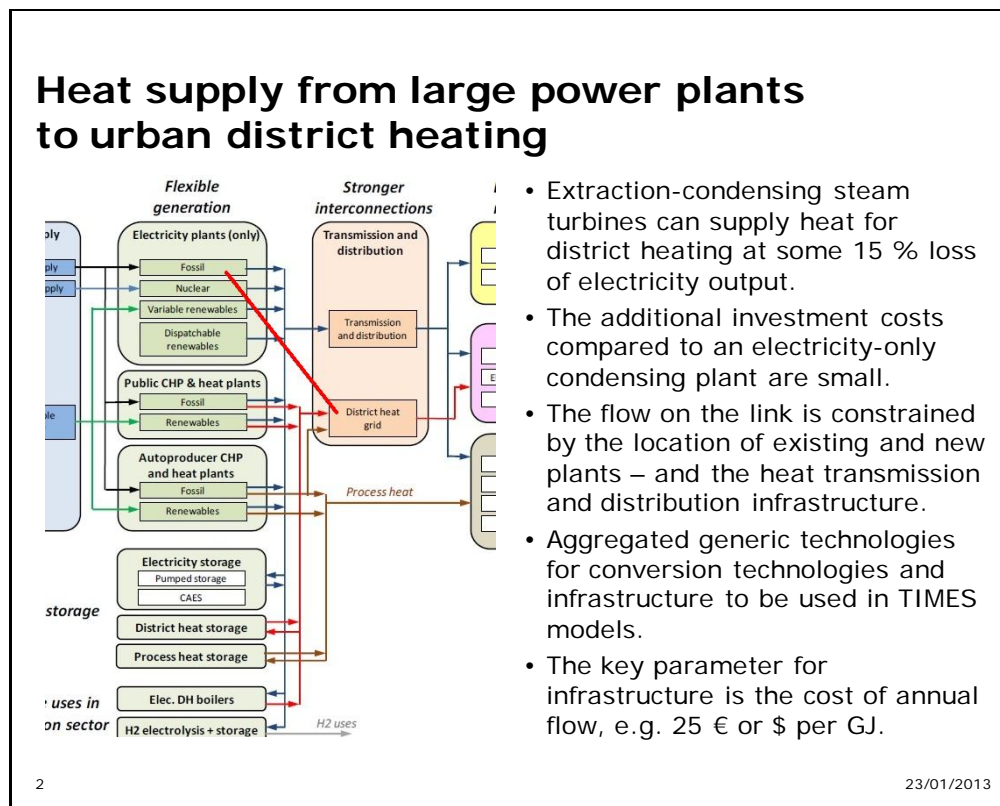 Heat supply from large power plants
to urban district heating
Flexible
generation
Stronger
interconnections
Electricity plants (only)
Fossil
Nuclear
Variable renewables
Dispatchable
renewables
Public CHP & heat plants
Fossil
Renewables
Autoproducer CHP
and heat plants
Fossil
Renewables
Electricity storage
Pumped storage
CAES
storage
District heat storage
Process heat storage
Elec. DH boilers
uses in
sector
H2 electrolysis + storage
H2 uses
Transmission and
distribution
Transmission
and distribution
District heat
grid
Process heat
• Extraction-condensing steam
turbines can supply heat for
district heating at some 15 % loss
of electricity output.
• The additional investment costs
compared to an electricity-only
condensing plant are small.
• The flow on the link is constrained
by the location of existing and new
plants – and the heat transmission
and distribution infrastructure.
• Aggregated generic technologies
for conversion technologies and
infrastructure to be used in TIMES
models.
• The key parameter for
infrastructure is the cost of annual
flow, e.g. 25 € or $ per GJ.
2
23/01/2013